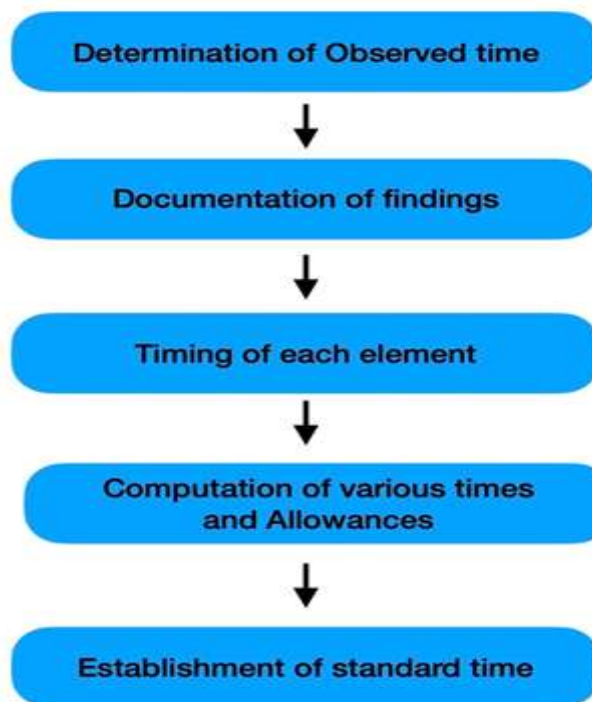 Determination of Observed time
Documentation of findings
Timing of each element
Computation of various times
and Allowances
Establishment of standard time